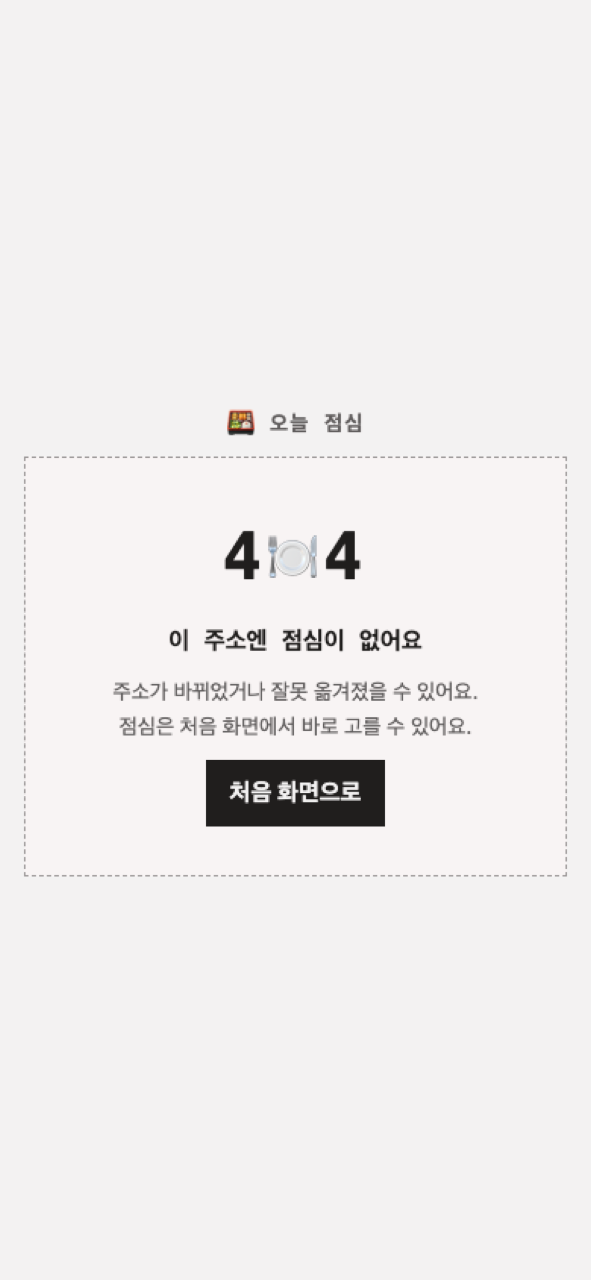 오늘 점심
4🍽4
이 주소엔 점심이 없어요
주소가 바뀌었거나 잘못 옮겨졌을 수 있어요.
점심은 처음 화면에서 바로 고를 수 있어요.
처음 화면으로